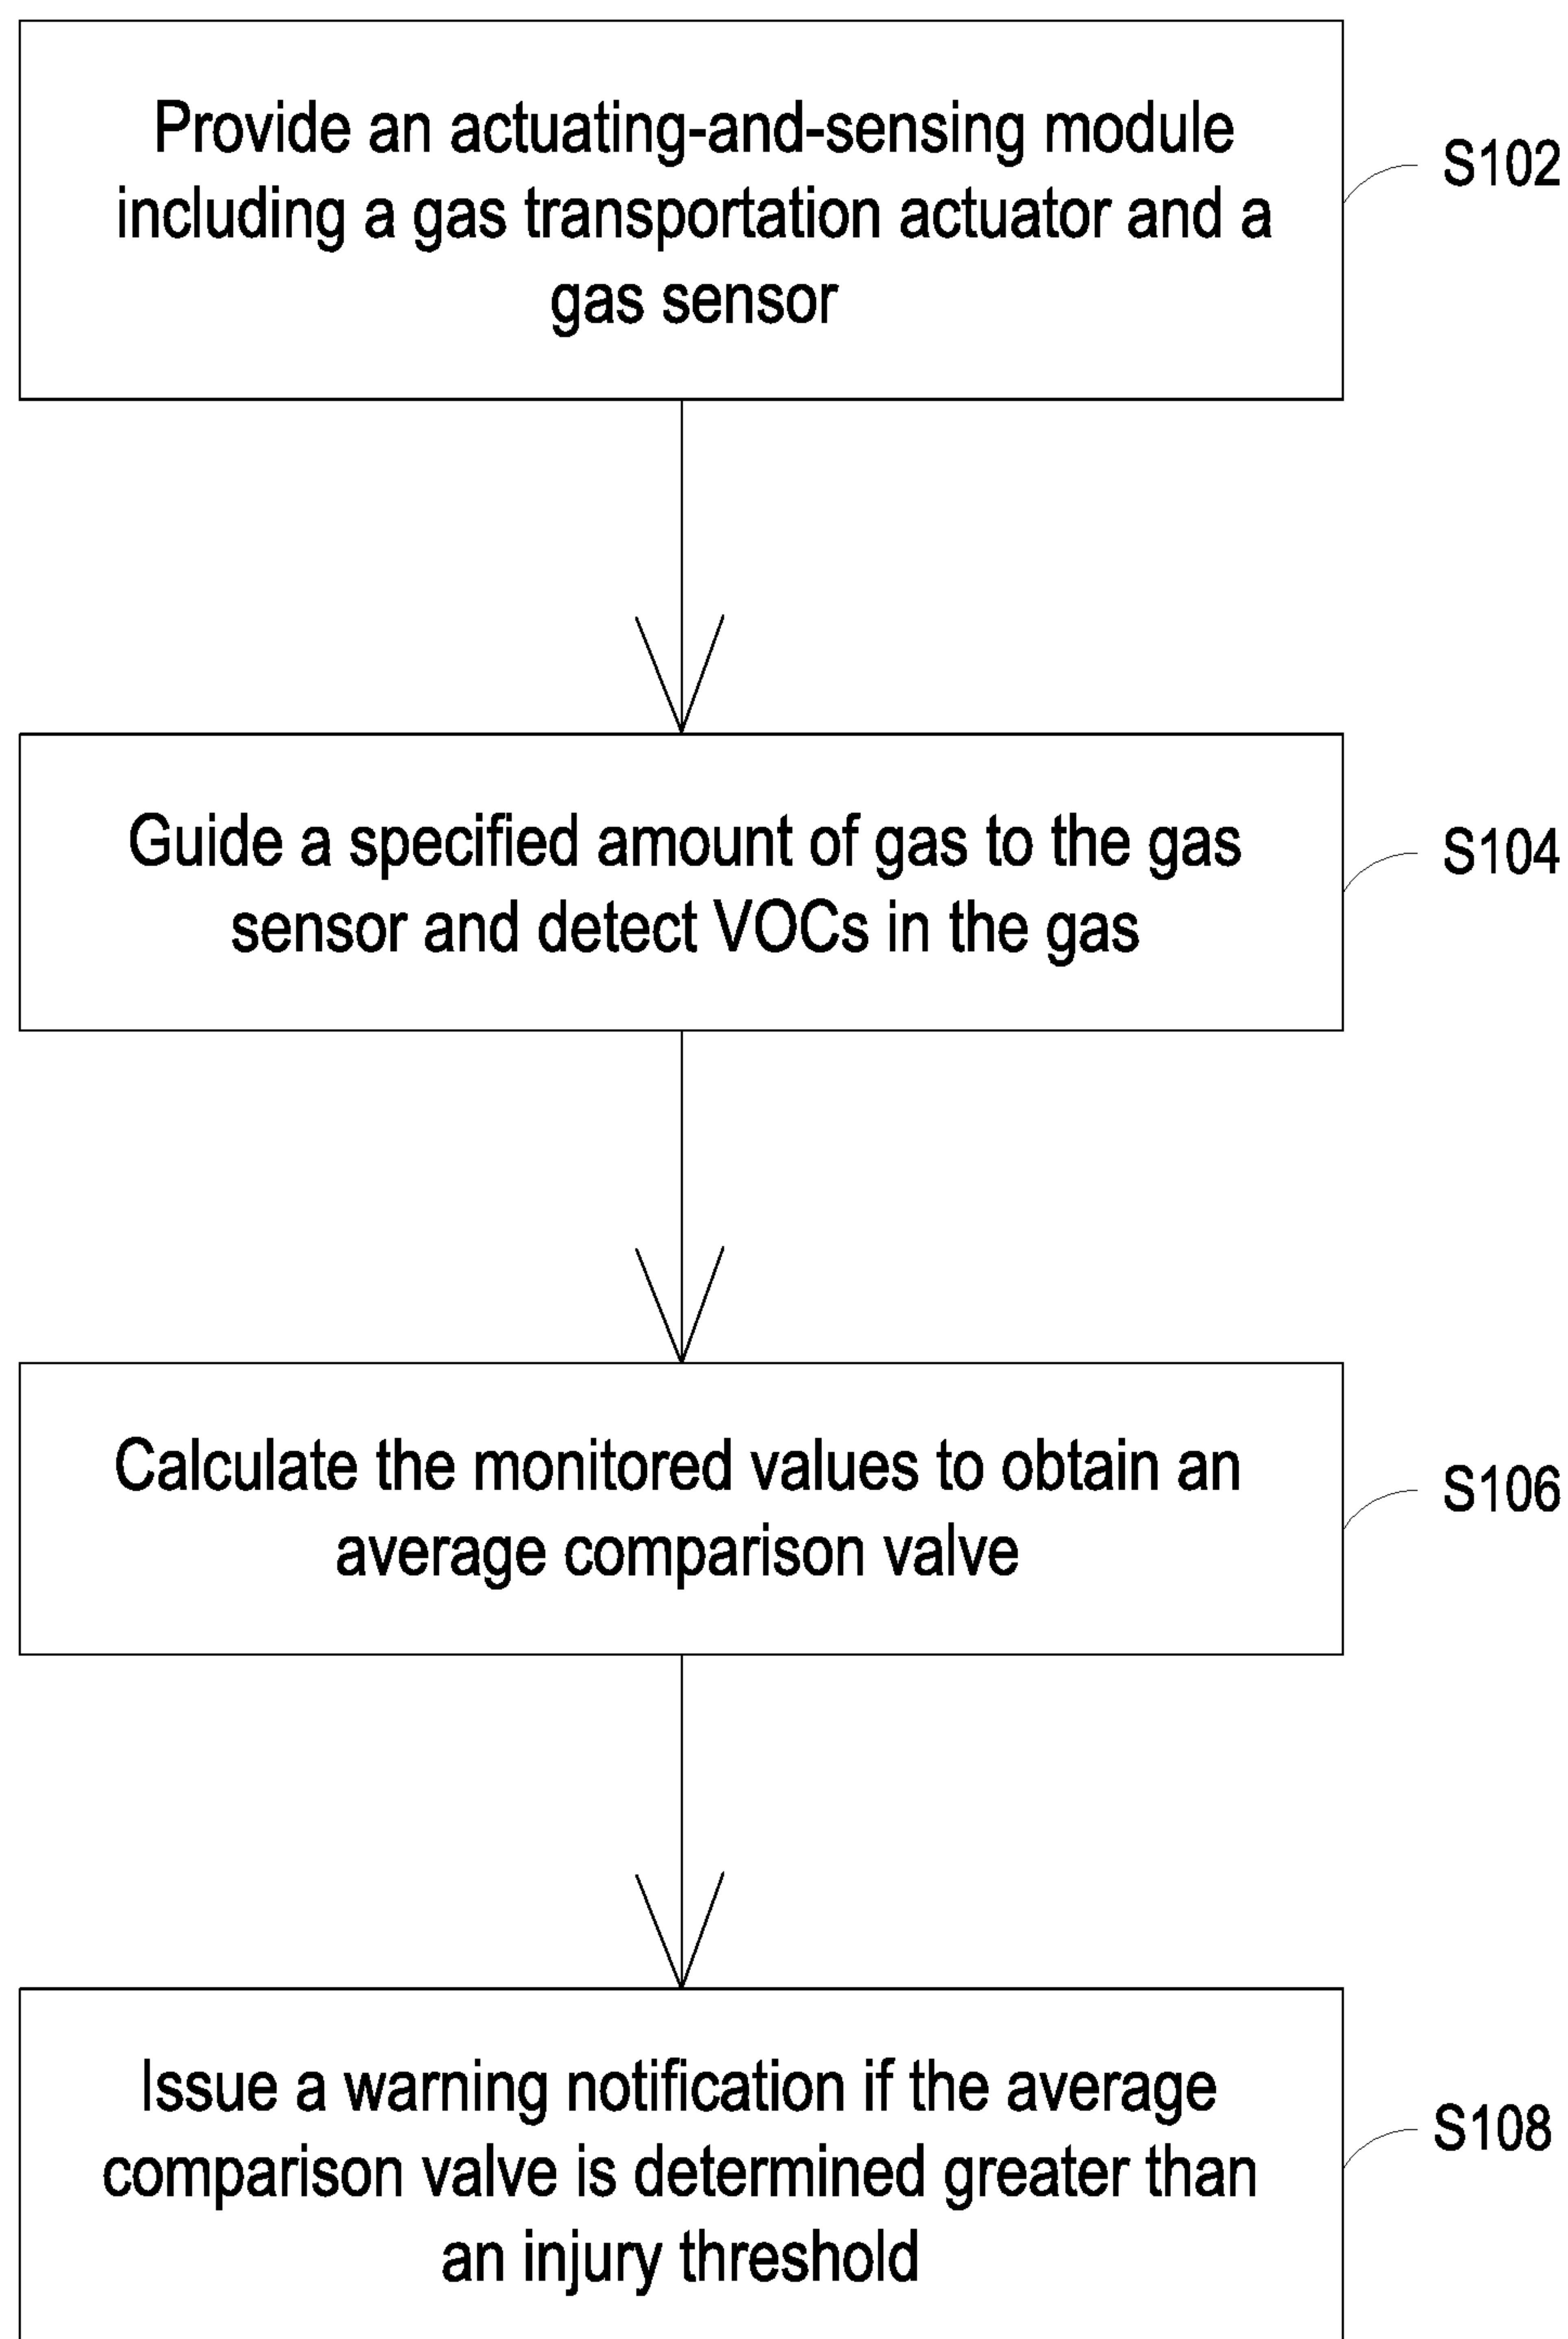 Provide an actuating-and-sensing module
including a gas transportation actuator and a
gas sensor
S102
Guide a specified amount of gas to the gas
sensor and detect VOCs in the gas
S104
Calculate the monitored values to obtain an
average comparison valve
S106
Issue a warning notification if the average
comparison valve is determined greater than
an injury threshold
S108